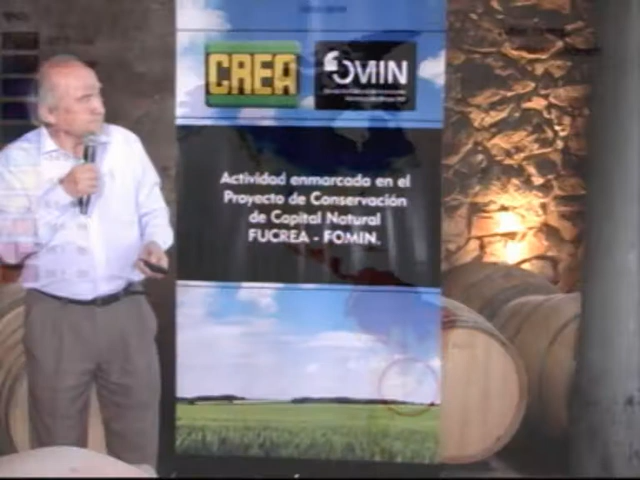 CREA
FOMIN
Actividad enmarcada en el
Proyecto de Conservación
de Capital Natural
FUCREA - FOMIN.